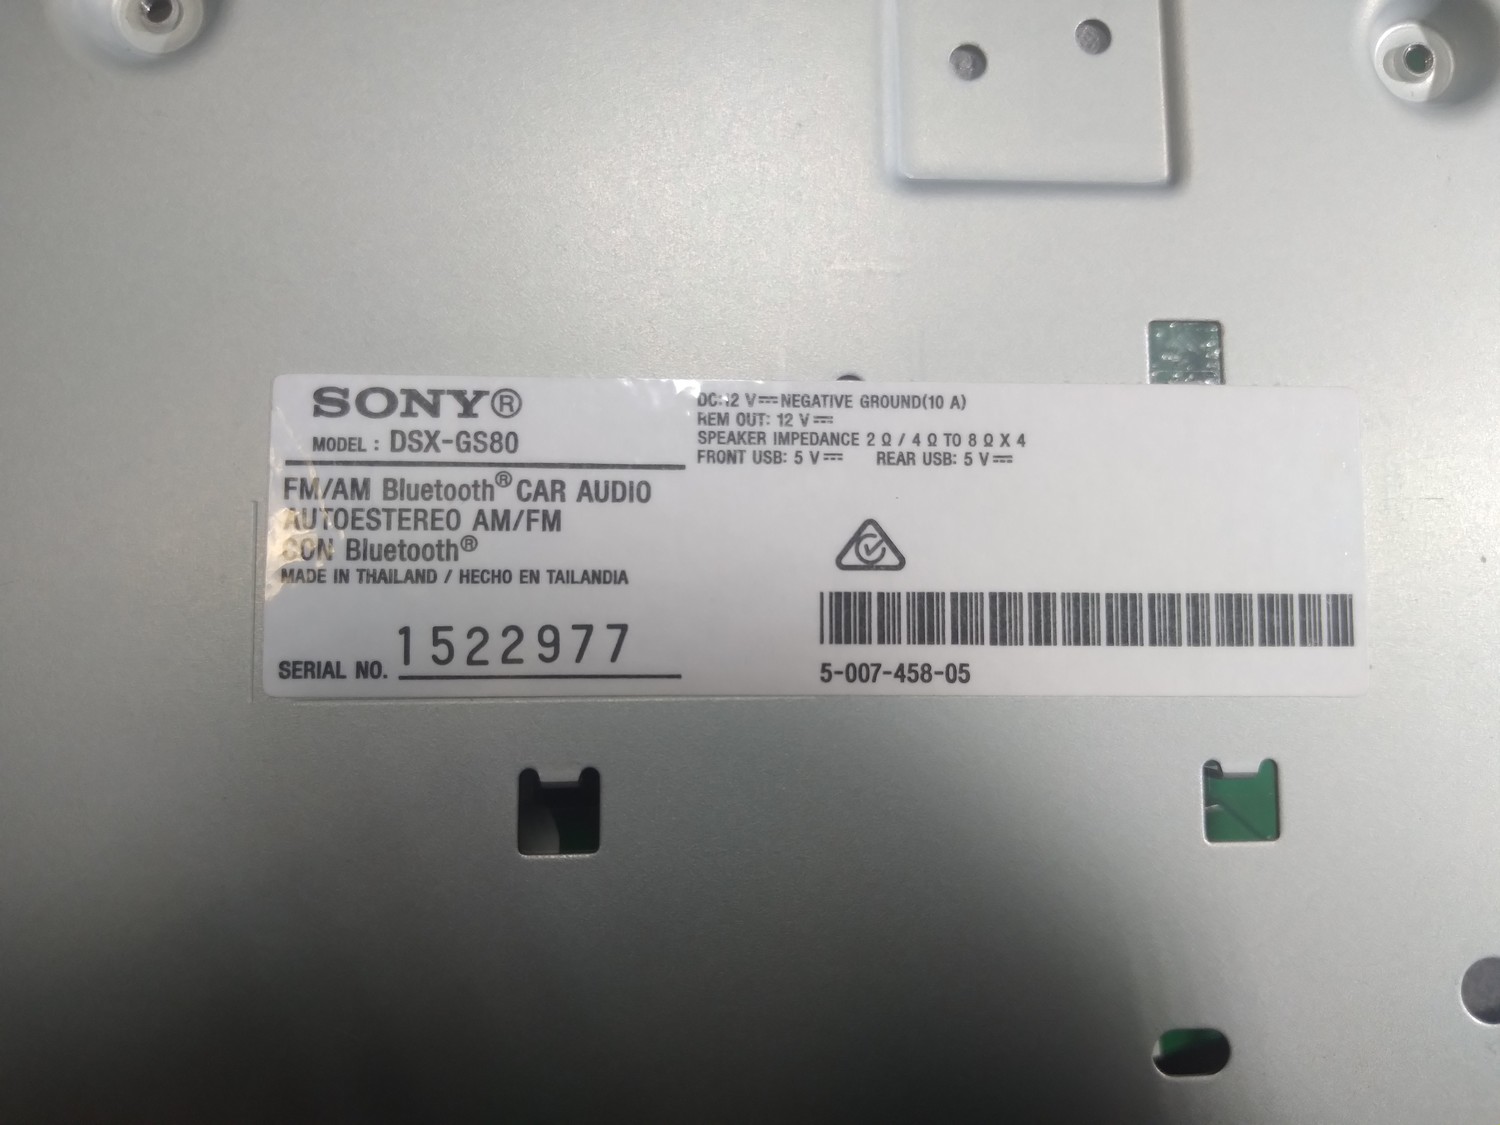 SONY®
MODEL : DSX-GS80
FM/AM Bluetooth® CAR AUDIO
AUTOESTEREO AM/FM
CON Bluetooth®
MADE IN THAILAND / HECHO EN TAILANDIA
SERIAL NO. 1522977
DC:12 V⎓NEGATIVE GROUND(10 A)
REM OUT: 12 V⎓
SPEAKER IMPEDANCE 2 Ω / 4 Ω TO 8 Ω X 4
FRONT USB: 5 V⎓ REAR USB: 5 V⎓
5-007-458-05